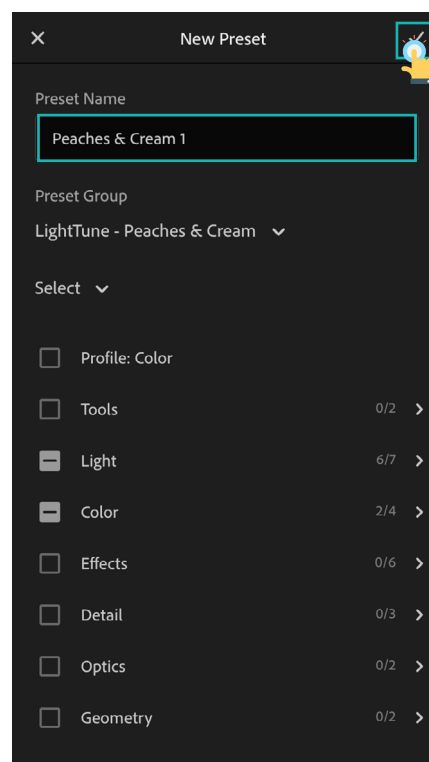 New Preset
Preset Name
Peaches & Cream 1
Preset Group
LightTune - Peaches & Cream
Select
Profile: Color
Tools 0/2
Light 6/7
Color 2/4
Effects 0/6
Detail 0/3
Optics 0/2
Geometry 0/2